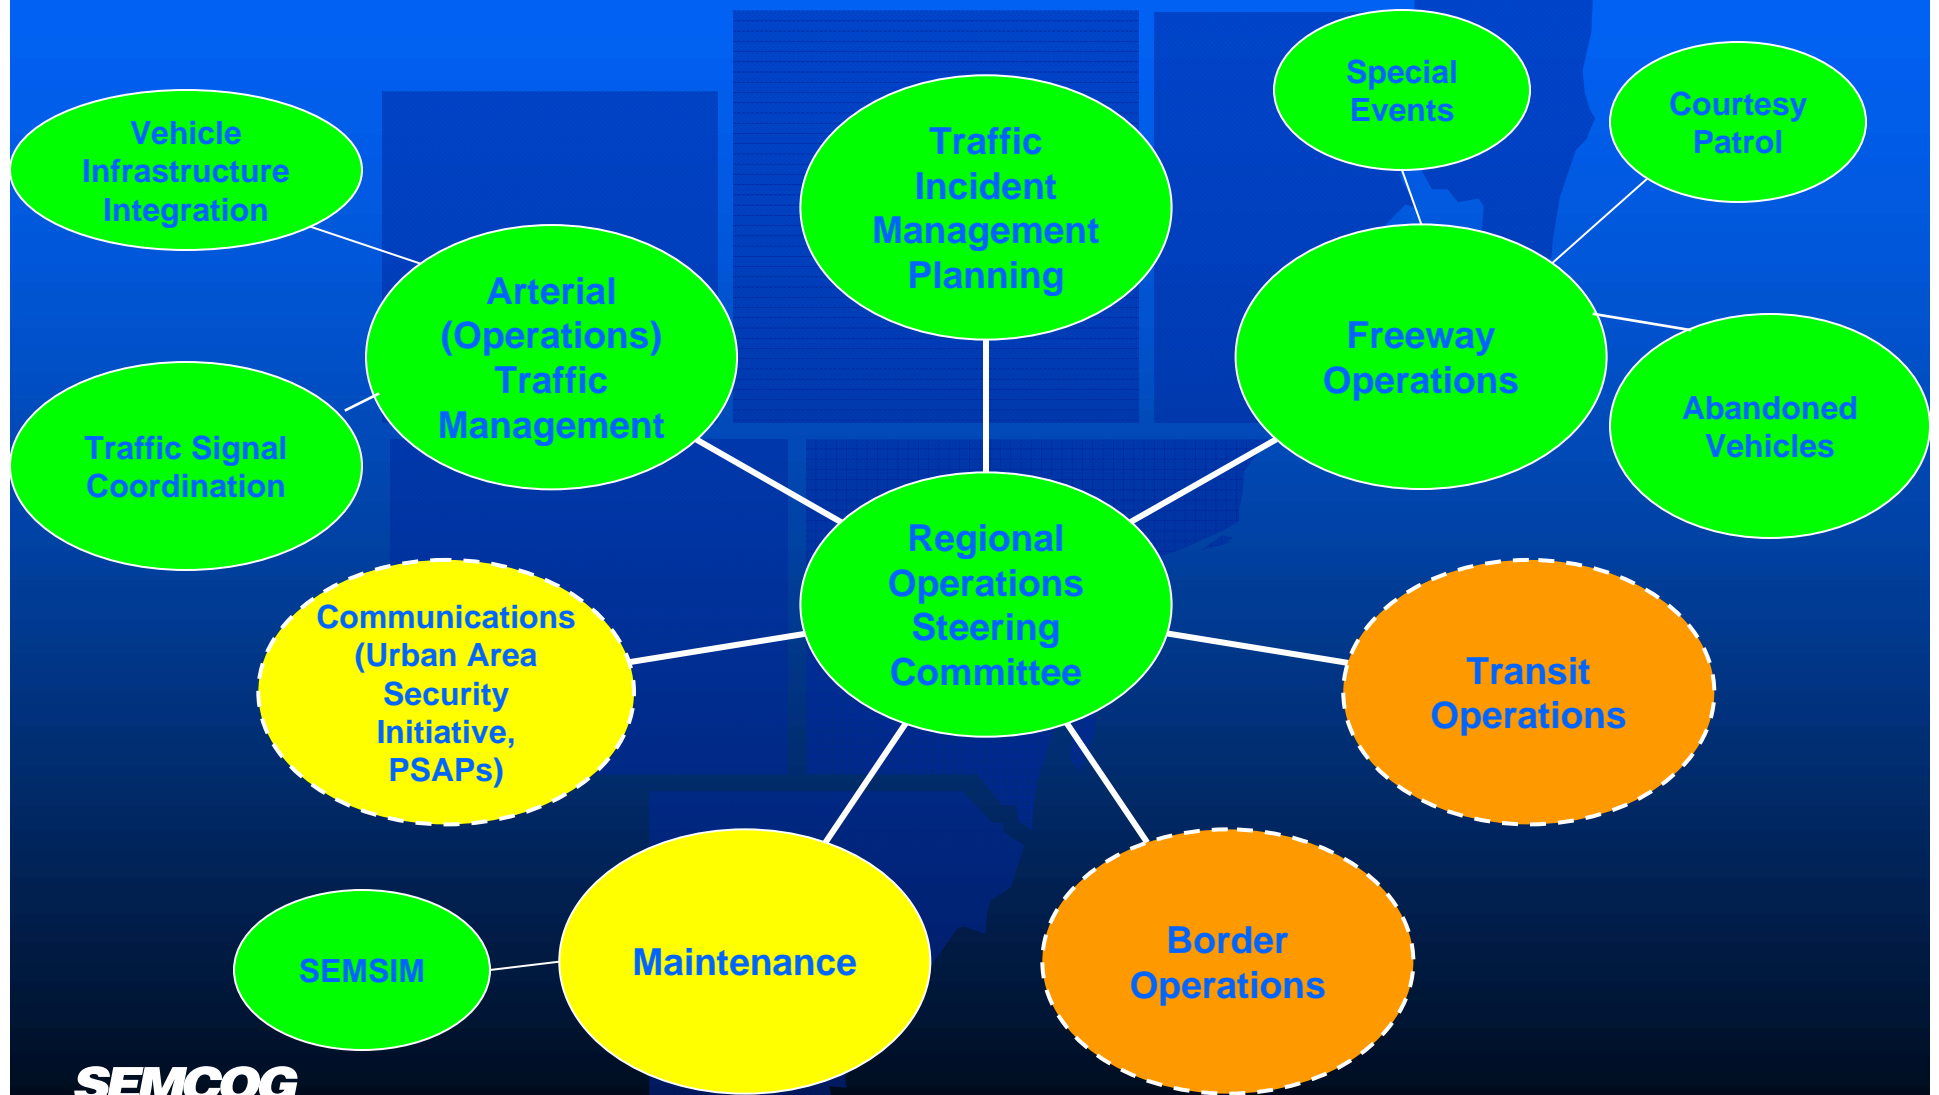 Special
Events
Courtesy
Patrol
Vehicle
Infrastructure
Integration
Traffic
Incident
Management
Planning
Arterial
(Operations)
Traffic
Management
Freeway
Operations
Abandoned
Vehicles
Traffic Signal
Coordination
Regional
Operations
Steering
Committee
Communications
(Urban Area
Security
Initiative,
PSAPs)
Transit
Operations
Maintenance
Border
Operations
SEMSIM
SEMCOG